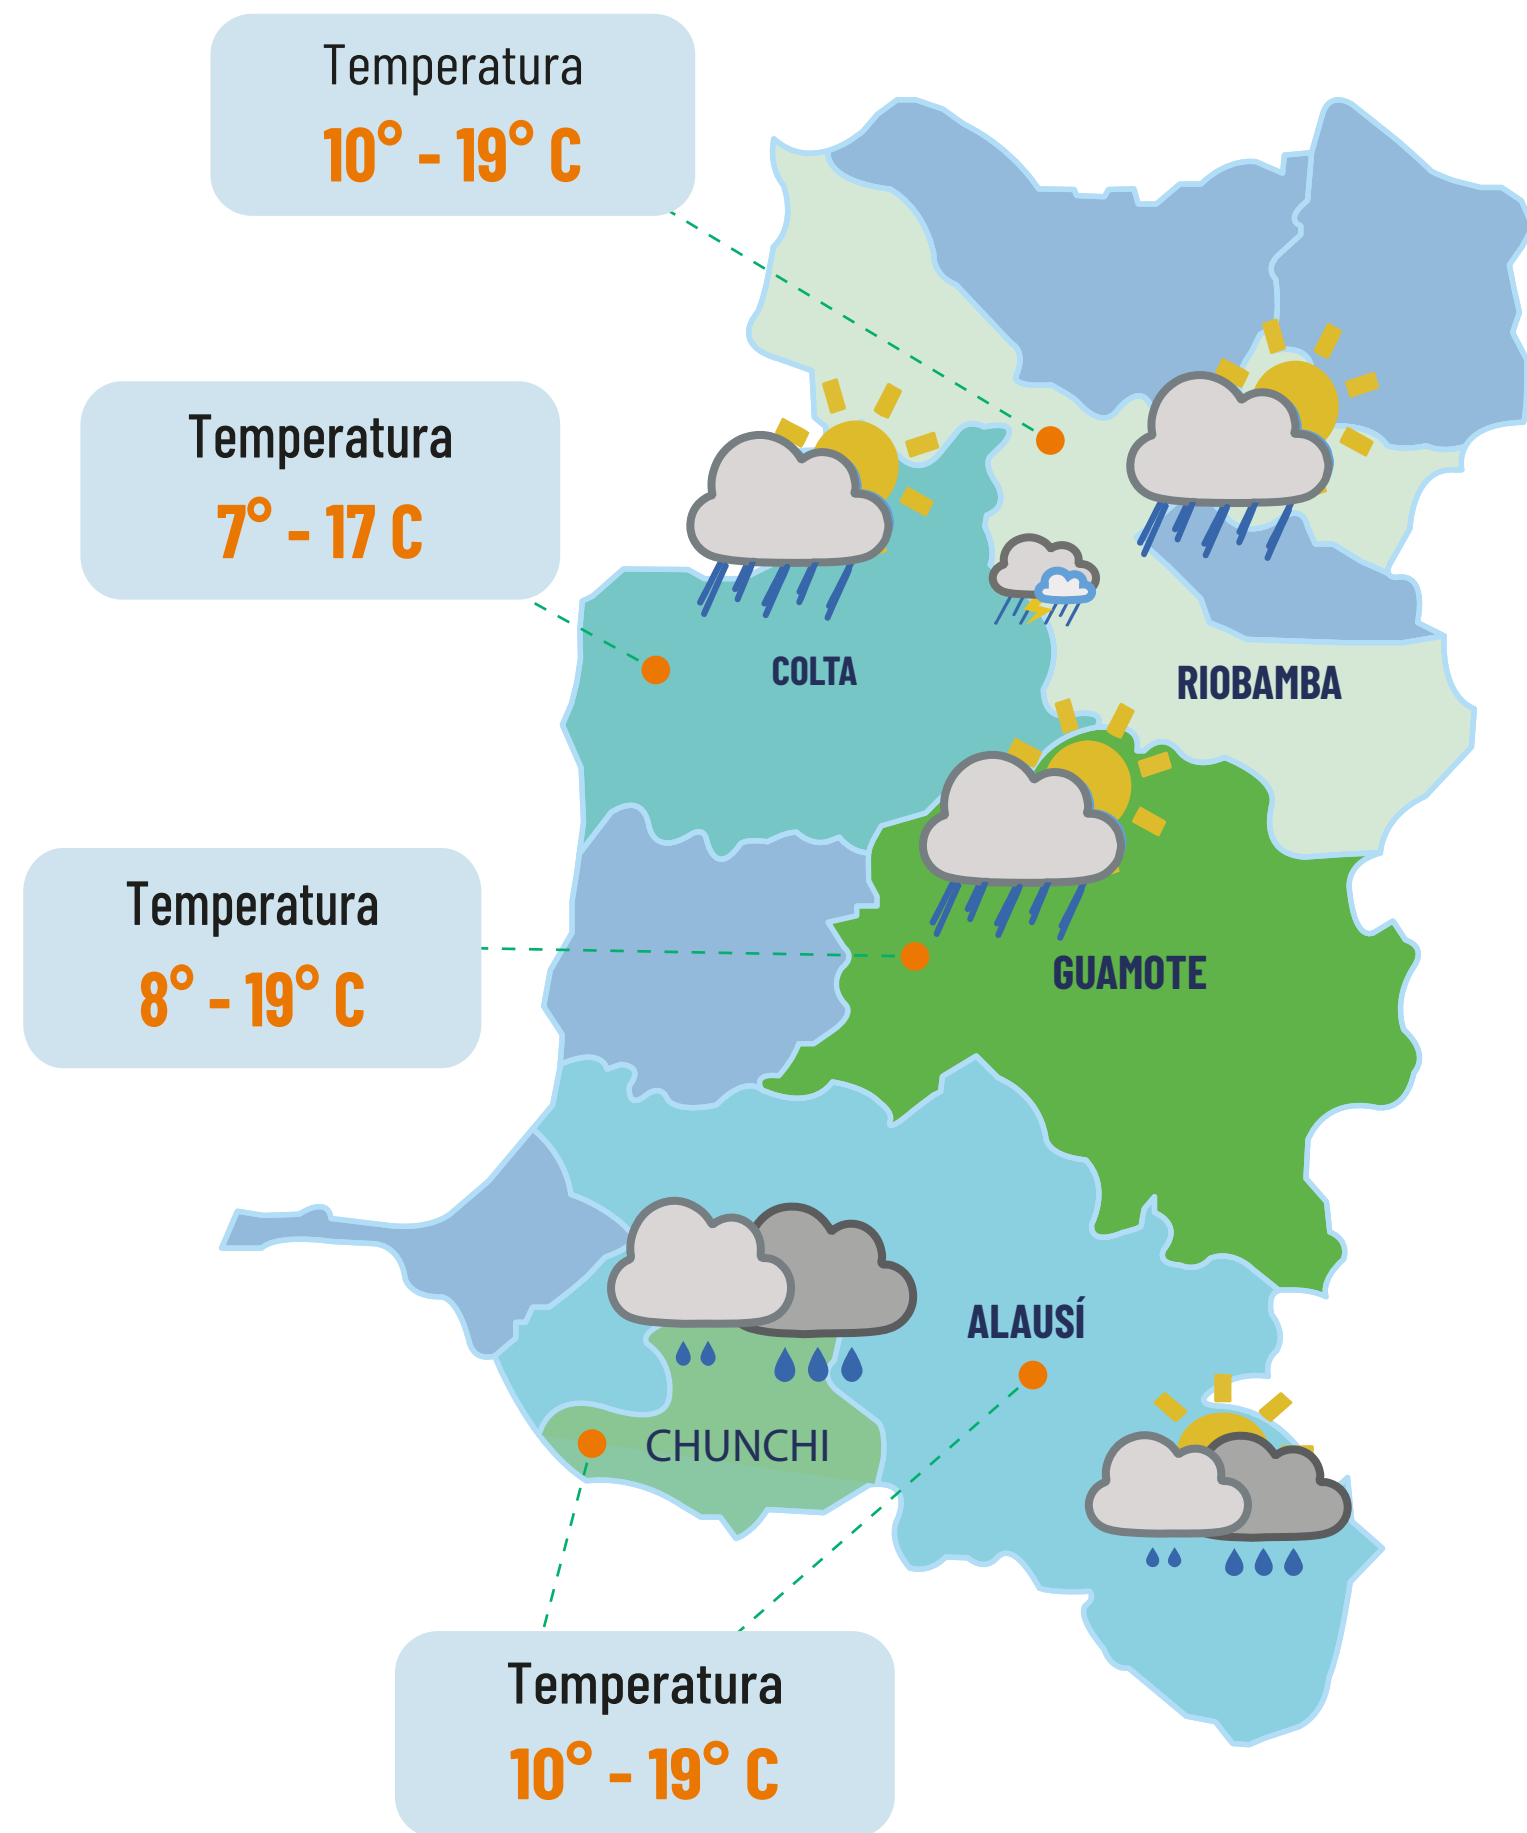 Temperatura
10° - 19° C
Temperatura
7° - 17 C
COLTA
RIOBAMBA
Temperatura
8° - 19° C
GUAMOTE
ALAUSÍ
CHUNCHI
Temperatura
10° - 19° C